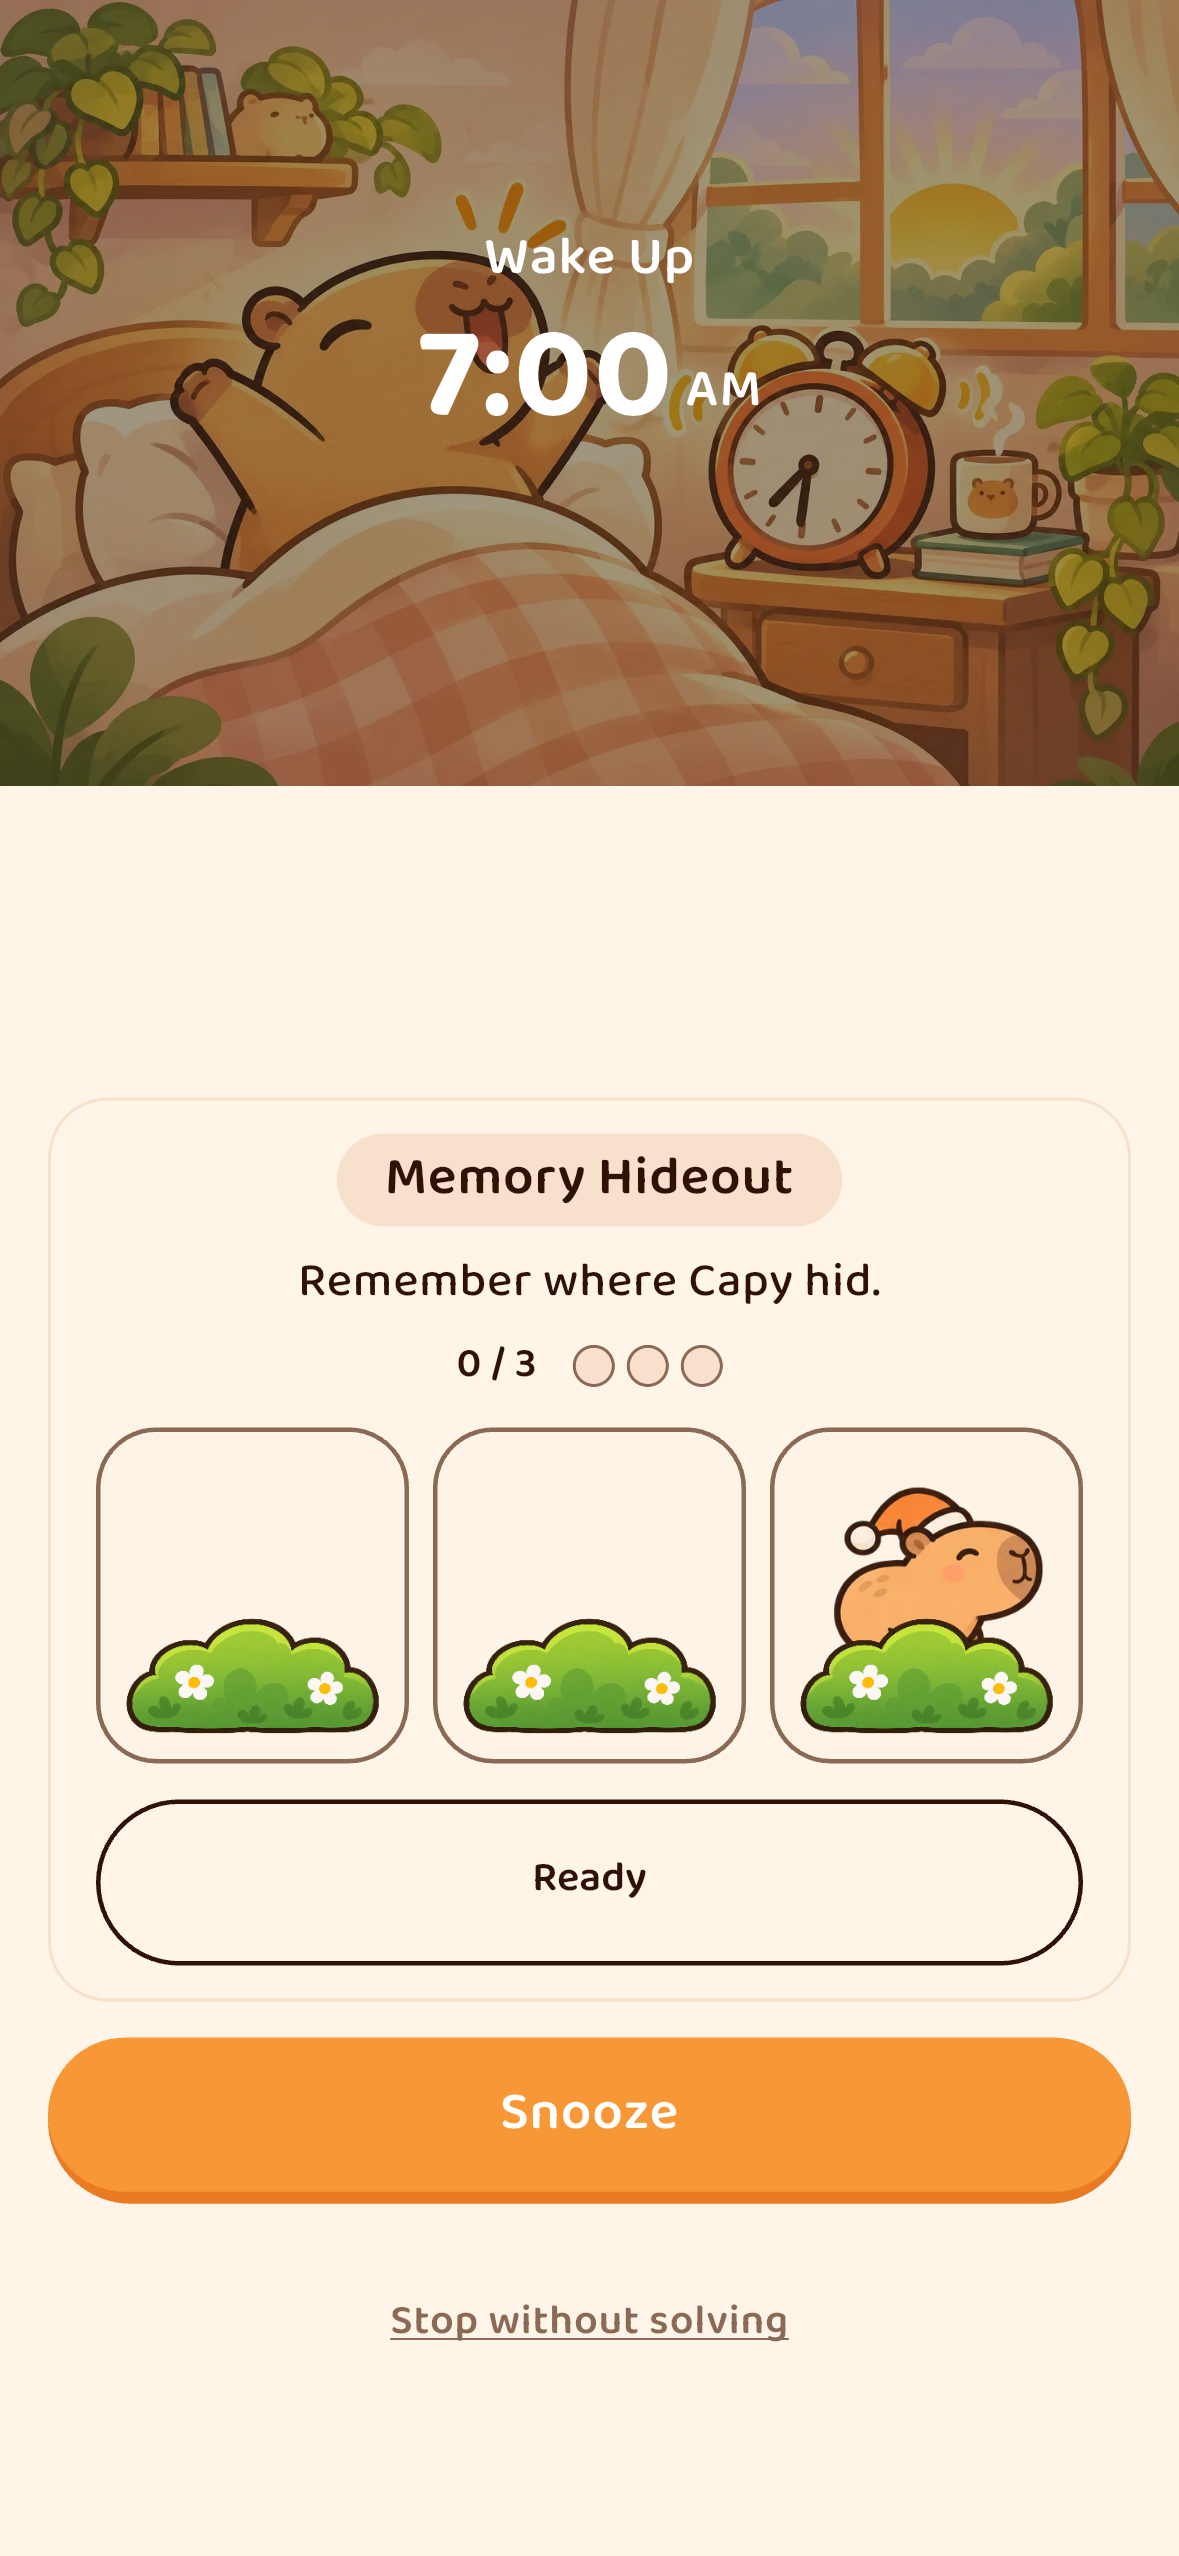 Wake Up
7:00 AM
Memory Hideout
Remember where Capy hid.
0 / 3
Ready
Snooze
Stop without solving